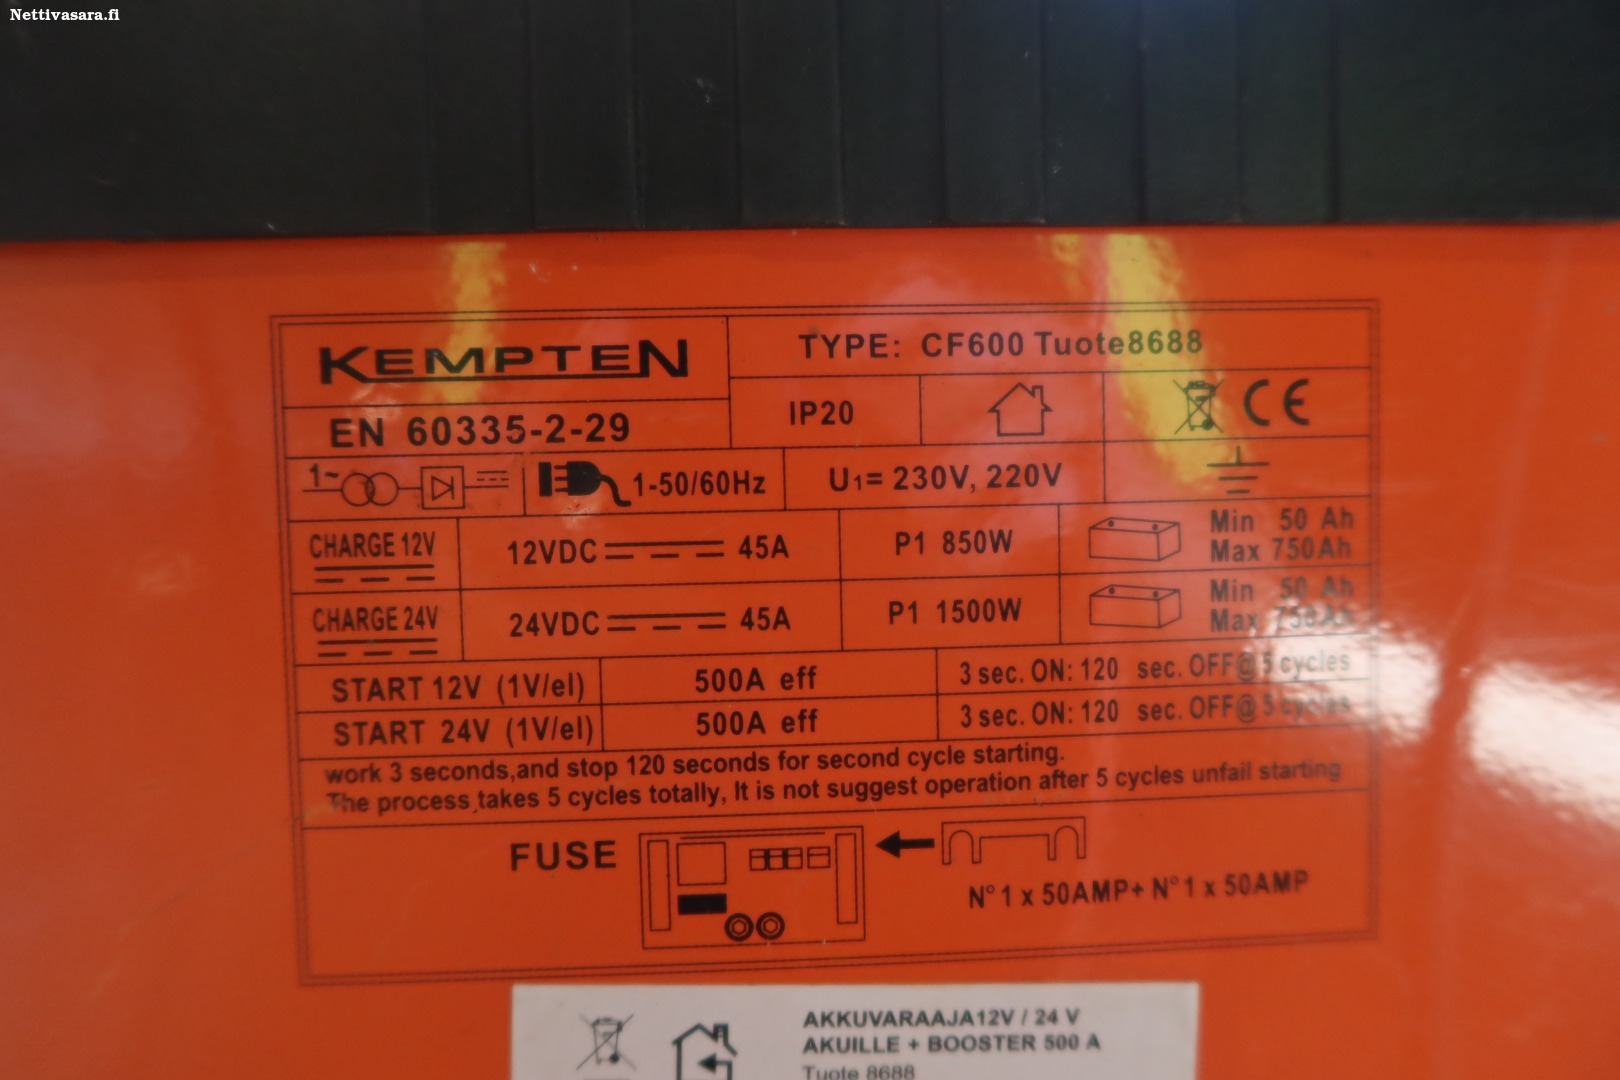 Nettivasara.fi
KEMPTEN
TYPE: CF600 Tuote8688
EN 60335-2-29
IP20
CE
1~
1-50/60Hz
U1= 230V, 220V
CHARGE 12V
12VDC 45A
P1 850W
Min 50 Ah
Max 750Ah
CHARGE 24V
24VDC 45A
P1 1500W
Min 50 Ah
Max 750Ah
START 12V (1V/el)
500A eff
3 sec. ON: 120 sec. OFF@ 5 cycles
START 24V (1V/el)
500A eff
3 sec. ON: 120 sec. OFF@ 5 cycles
work 3 seconds,and stop 120 seconds for second cycle starting.
The process takes 5 cycles totally, It is not suggest operation after 5 cycles unfail starting
FUSE
N° 1 x 50AMP+ N° 1 x 50AMP
AKKUVARAAJA12V / 24 V
AKUILLE + BOOSTER 500 A
Tuote 8688